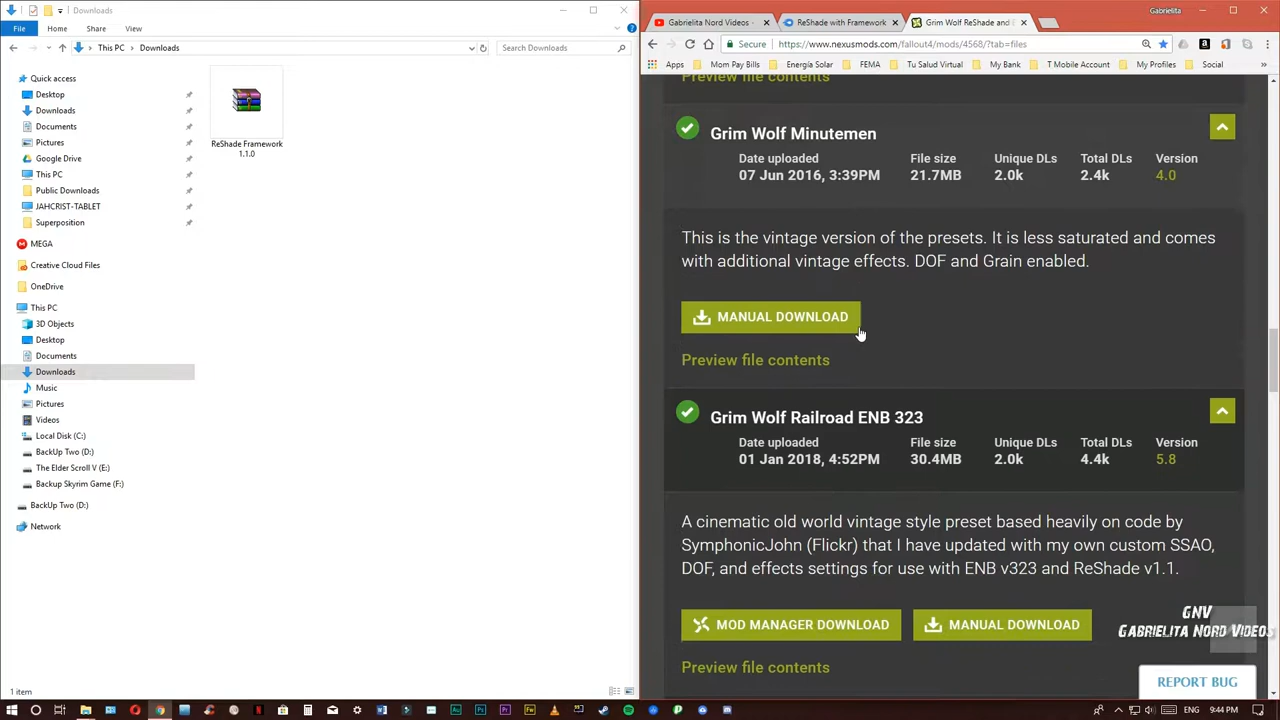 Downloads
File
Home
Share
View
This PC
Downloads
Search Downloads
Quick access
Desktop
Downloads
Documents
Pictures
Google Drive
This PC
Public Downloads
JAHCRIST-TABLET
Superposition
MEGA
Creative Cloud Files
OneDrive
This PC
3D Objects
Desktop
Documents
Downloads
Music
Pictures
Videos
Local Disk (C:)
BackUp Two (D:)
The Elder Scroll V (E:)
Backup Skyrim Game (F:)
BackUp Two (D:)
Network
ReShade Framework
1.1.0
1 item
Gabrielita
Gabrielita Nord Videos -
ReShade with Framework
Grim Wolf ReShade and E
Secure
https://www.nexusmods.com/fallout4/mods/4568/?tab=files
Apps
Mom Pay Bills
Energía Solar
FEMA
Tu Salud Virtual
My Bank
T Mobile Account
My Profiles
Social
Preview file contents
Grim Wolf Minutemen
Date uploaded File size Unique DLs Total DLs Version
07 Jun 2016, 3:39PM 21.7MB 2.0k 2.4k 4.0
This is the vintage version of the presets. It is less saturated and comes
with additional vintage effects. DOF and Grain enabled.
MANUAL DOWNLOAD
Preview file contents
Grim Wolf Railroad ENB 323
Date uploaded File size Unique DLs Total DLs Version
01 Jan 2018, 4:52PM 30.4MB 2.0k 4.4k 5.8
A cinematic old world vintage style preset based heavily on code by
SymphonicJohn (Flickr) that I have updated with my own custom SSAO,
DOF, and effects settings for use with ENB v323 and ReShade v1.1.
MOD MANAGER DOWNLOAD
MANUAL DOWNLOAD
Preview file contents
GNV
GABRIELITA NORD VIDEOS
REPORT BUG
ENG
9:44 PM